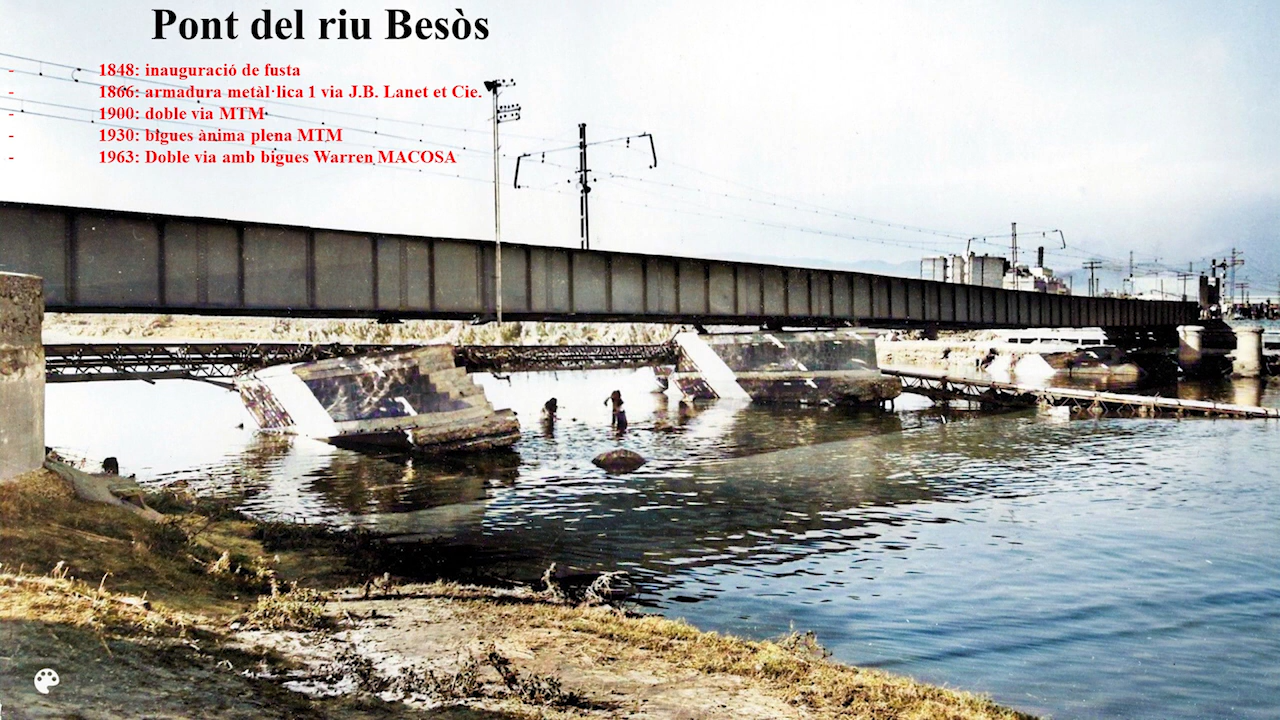 Pont del riu Besòs
- 1848: inauguració de fusta
- 1866: armadura metàl·lica 1 via J.B. Lanet et Cie.
- 1900: doble via MTM
- 1930: bigues ànima plena MTM
- 1963: Doble via amb bigues Warren MACOSA